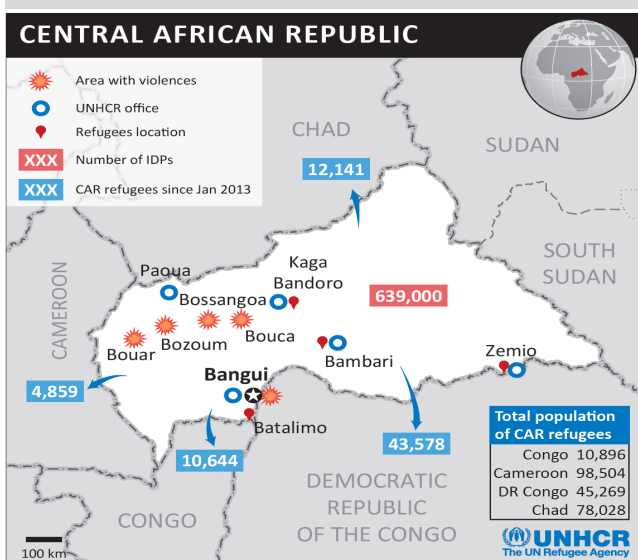 CENTRAL AFRICAN REPUBLIC
Area with violences
UNHCR office
Refugees location
XXX Number of IDPs
XXX CAR refugees since Jan 2013
CHAD
SUDAN
12,141
SOUTH
SUDAN
CAMEROON
Paoua
Kaga
Bandoro
Bossangoa
639,000
Bouca
Bozoum
Bouar
Bambari
Zemio
Bangui
4,859
Batalimo
43,578
10,644
Total population
of CAR refugees
Congo 10,896
Cameroon 98,504
DR Congo 45,269
Chad 78,028
DEMOCRATIC
REPUBLIC
OF THE CONGO
CONGO
100 km
UNHCR
The UN Refugee Agency